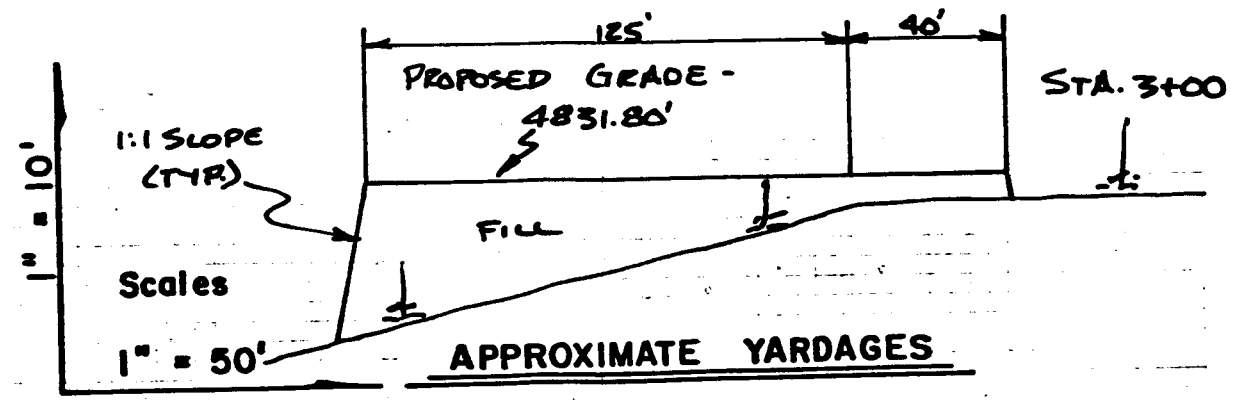 125'
40'
PROPOSED GRADE -
4831.80'
STA. 3+00
1:1 SLOPE
(TYP.)
1" = 10'
FILL
Scales
1" = 50'
APPROXIMATE YARDAGES